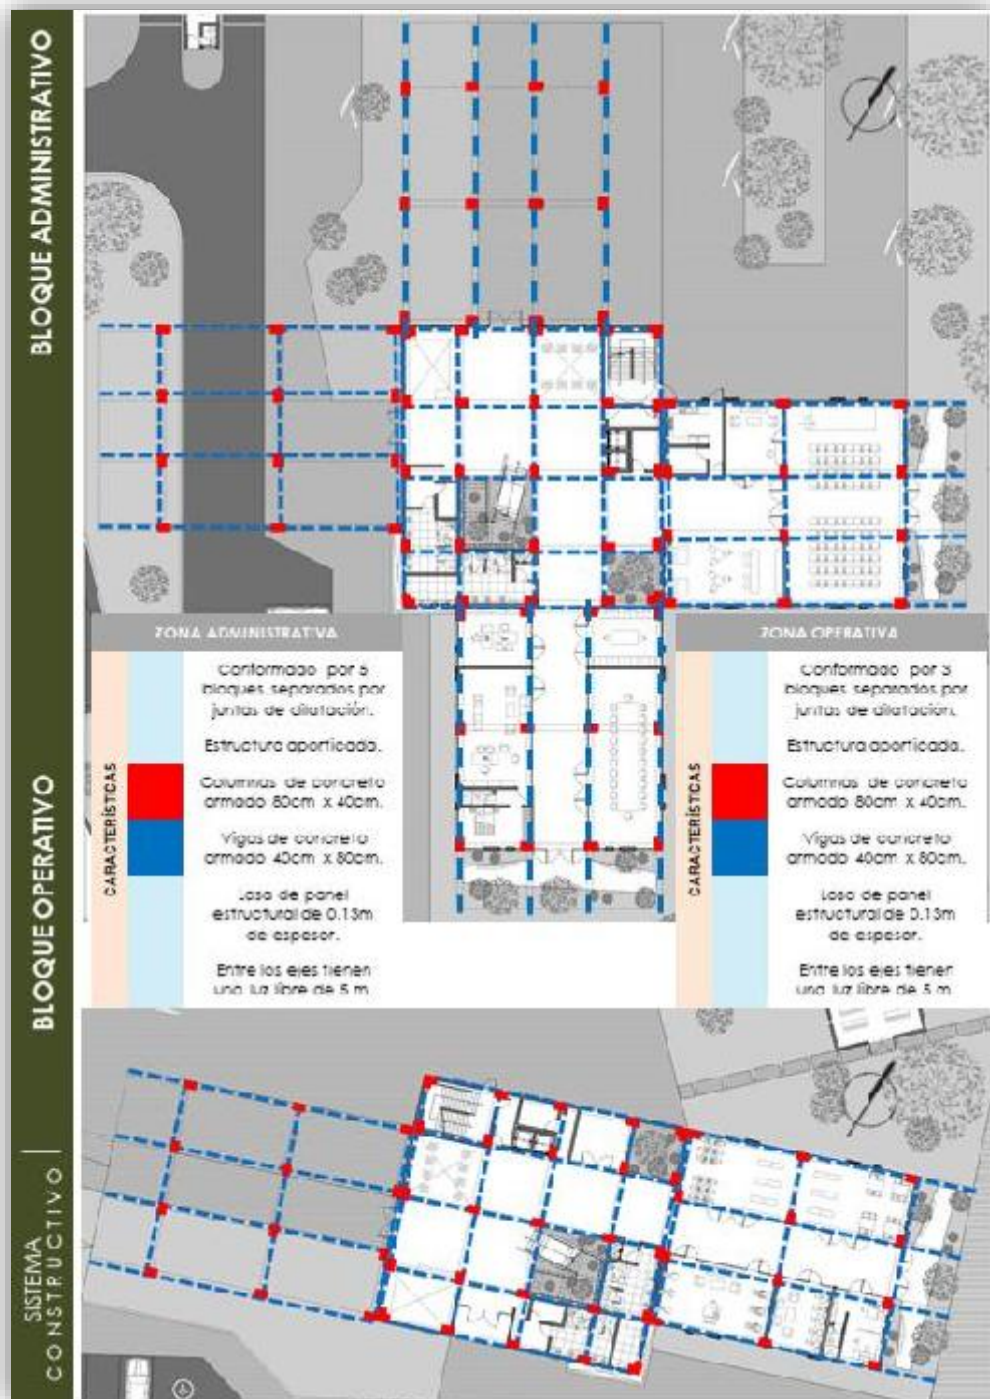 BLOQUE ADMINISTRATIVO
ZONA ADMINISTRATIVA
CARACTERÍSTICAS
Conformado por 5
bloques separados por
juntas de dilatación.
Estructura aporticada.
Columnas de concreto
armado 80cm x 40cm.
Vigas de concreto
armado 40cm x 80cm.
Losa de panel
estructural de 0.13m
de espesor.
Entre los ejes tienen
una luz libre de 5 m
ZONA OPERATIVA
CARACTERÍSTICAS
Conformado por 3
bloques separados por
juntas de dilatación.
Estructura aporticada.
Columnas de concreto
armado 80cm x 40cm.
Vigas de concreto
armado 40cm x 80cm.
Losa de panel
estructural de 0.13m
de espesor.
Entre los ejes tienen
una luz libre de 5 m
BLOQUE OPERATIVO
SISTEMA
CONSTRUCTIVO